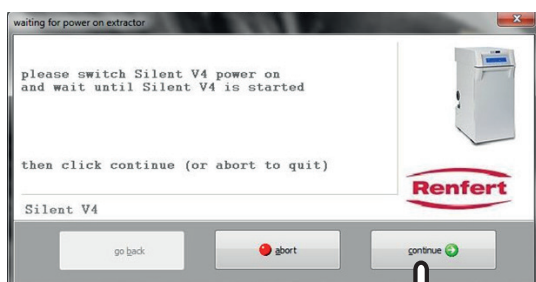 waiting for power on extractor
please switch Silent V4 power on
and wait until Silent V4 is started
then click continue (or abort to quit)
Renfert
Silent V4
go back
abort
continue